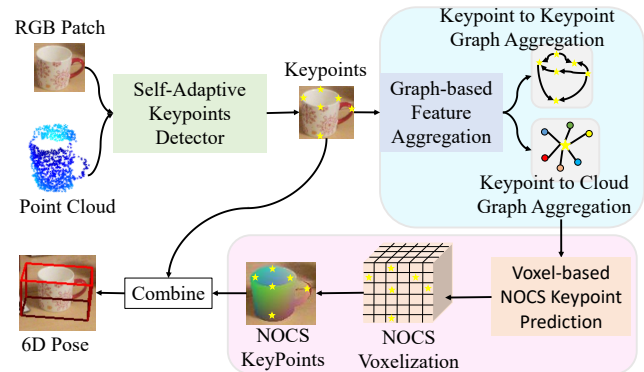 RGB Patch
Point Cloud
Self-Adaptive
Keypoints
Detector
Keypoints
Graph-based
Feature
Aggregation
Keypoint to Keypoint
Graph Aggregation
Keypoint to Cloud
Graph Aggregation
Voxel-based
NOCS Keypoint
Prediction
NOCS
Voxelization
NOCS
KeyPoints
Combine
6D Pose